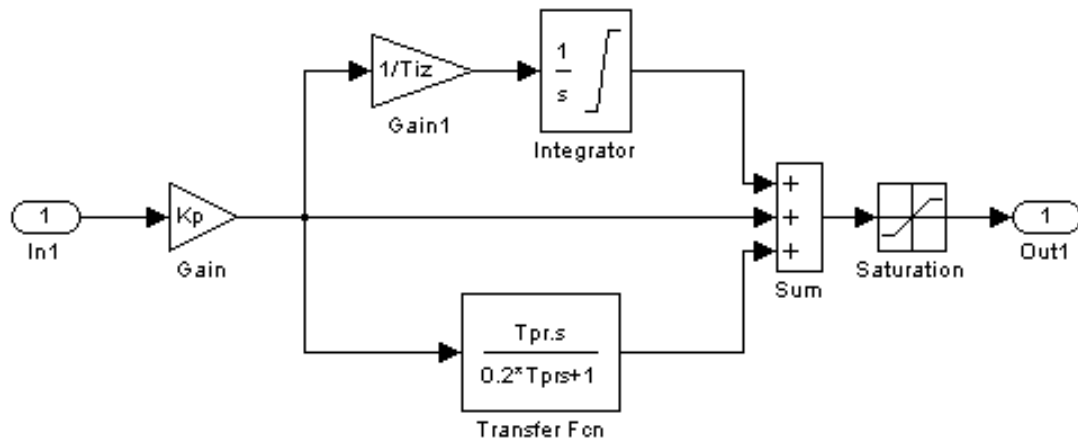 1/Tiz
Gain1
1
s
Integrator
1
In1
Kp
Gain
+
+
+
Sum
Saturation
1
Out1
Tpr.s
0.2*Tprs+1
Transfer Fcn